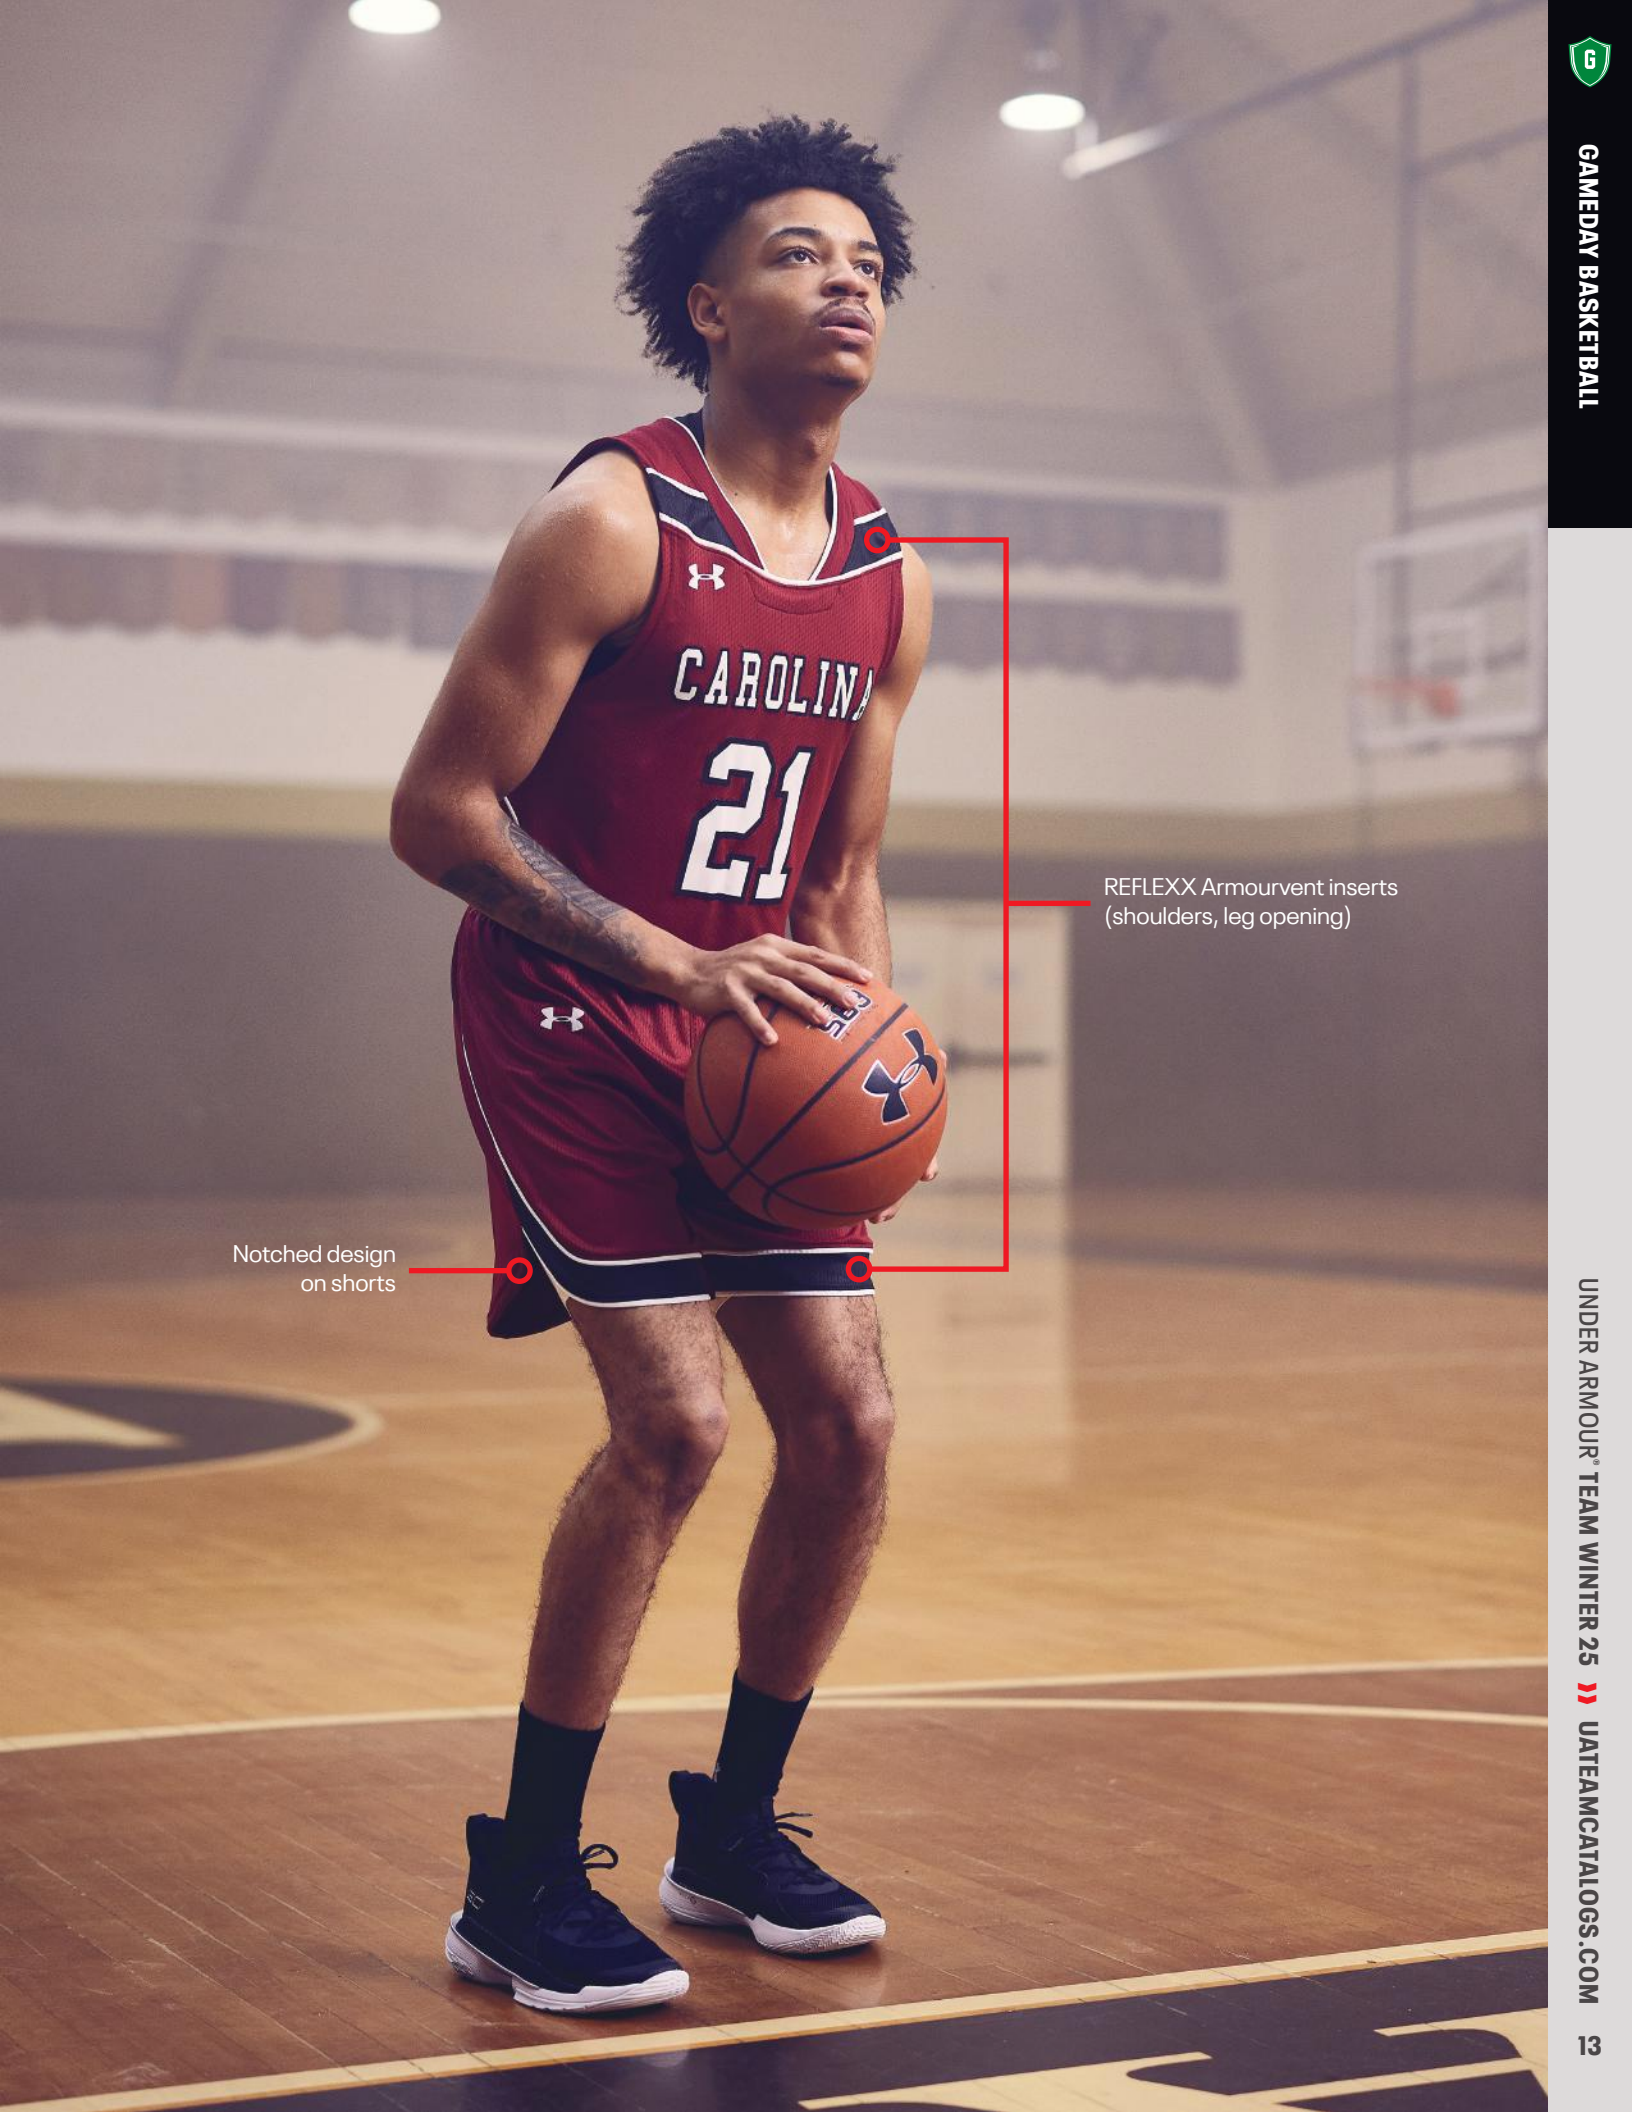 G
GAMEDAY BASKETBALL
CAROLINA
21
REFLEXX Armourvent inserts
(shoulders, leg opening)
Notched design
on shorts
UNDER ARMOUR® TEAM WINTER 25 UATEAMCATALOGS.COM
13